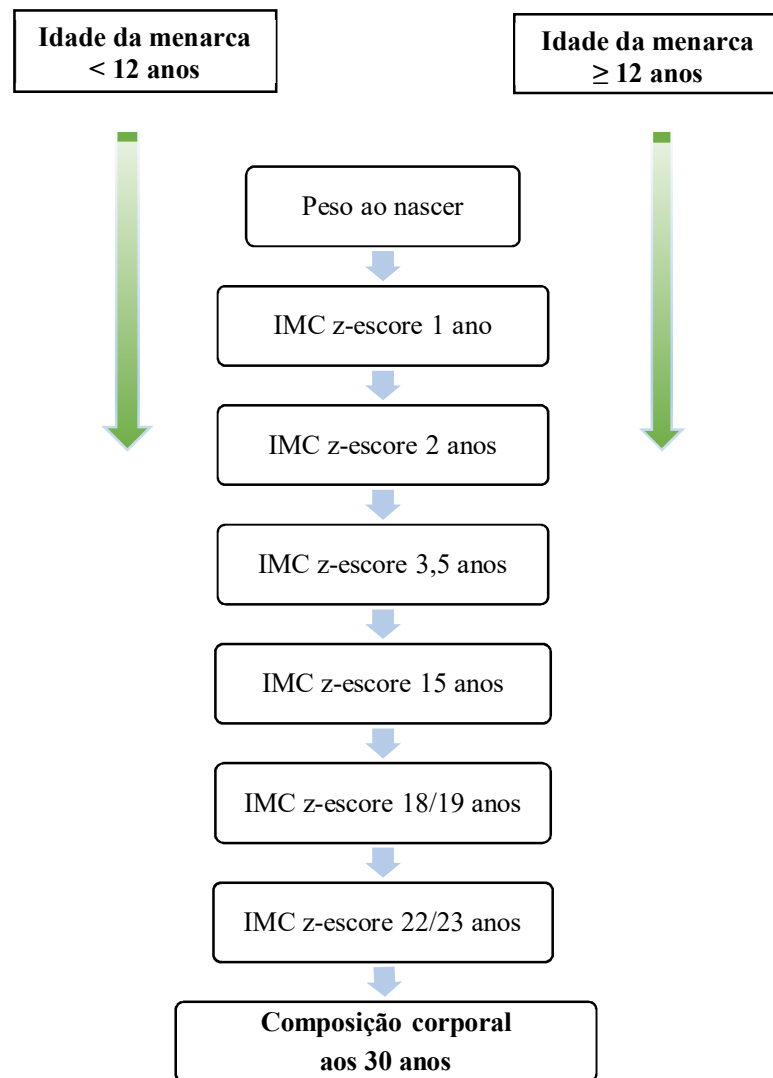 Idade da menarca
< 12 anos
Idade da menarca
≥ 12 anos
Peso ao nascer
IMC z-escore 1 ano
IMC z-escore 2 anos
IMC z-escore 3,5 anos
IMC z-escore 15 anos
IMC z-escore 18/19 anos
IMC z-escore 22/23 anos
Composição corporal
aos 30 anos